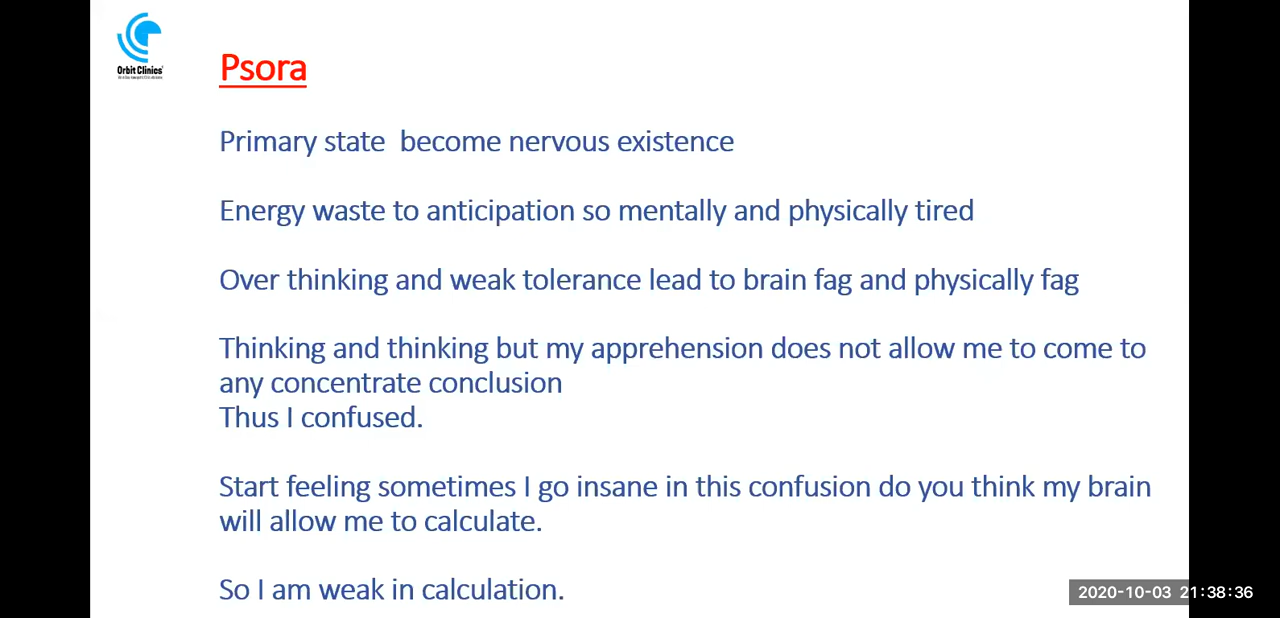 Orbit Clinics
Psora
Primary state  become nervous existence
Energy waste to anticipation so mentally and physically tired
Over thinking and weak tolerance lead to brain fag and physically fag
Thinking and thinking but my apprehension does not allow me to come to
any concentrate conclusion
Thus I confused.
Start feeling sometimes I go insane in this confusion do you think my brain
will allow me to calculate.
So I am weak in calculation.
2020-10-03 21:38:36